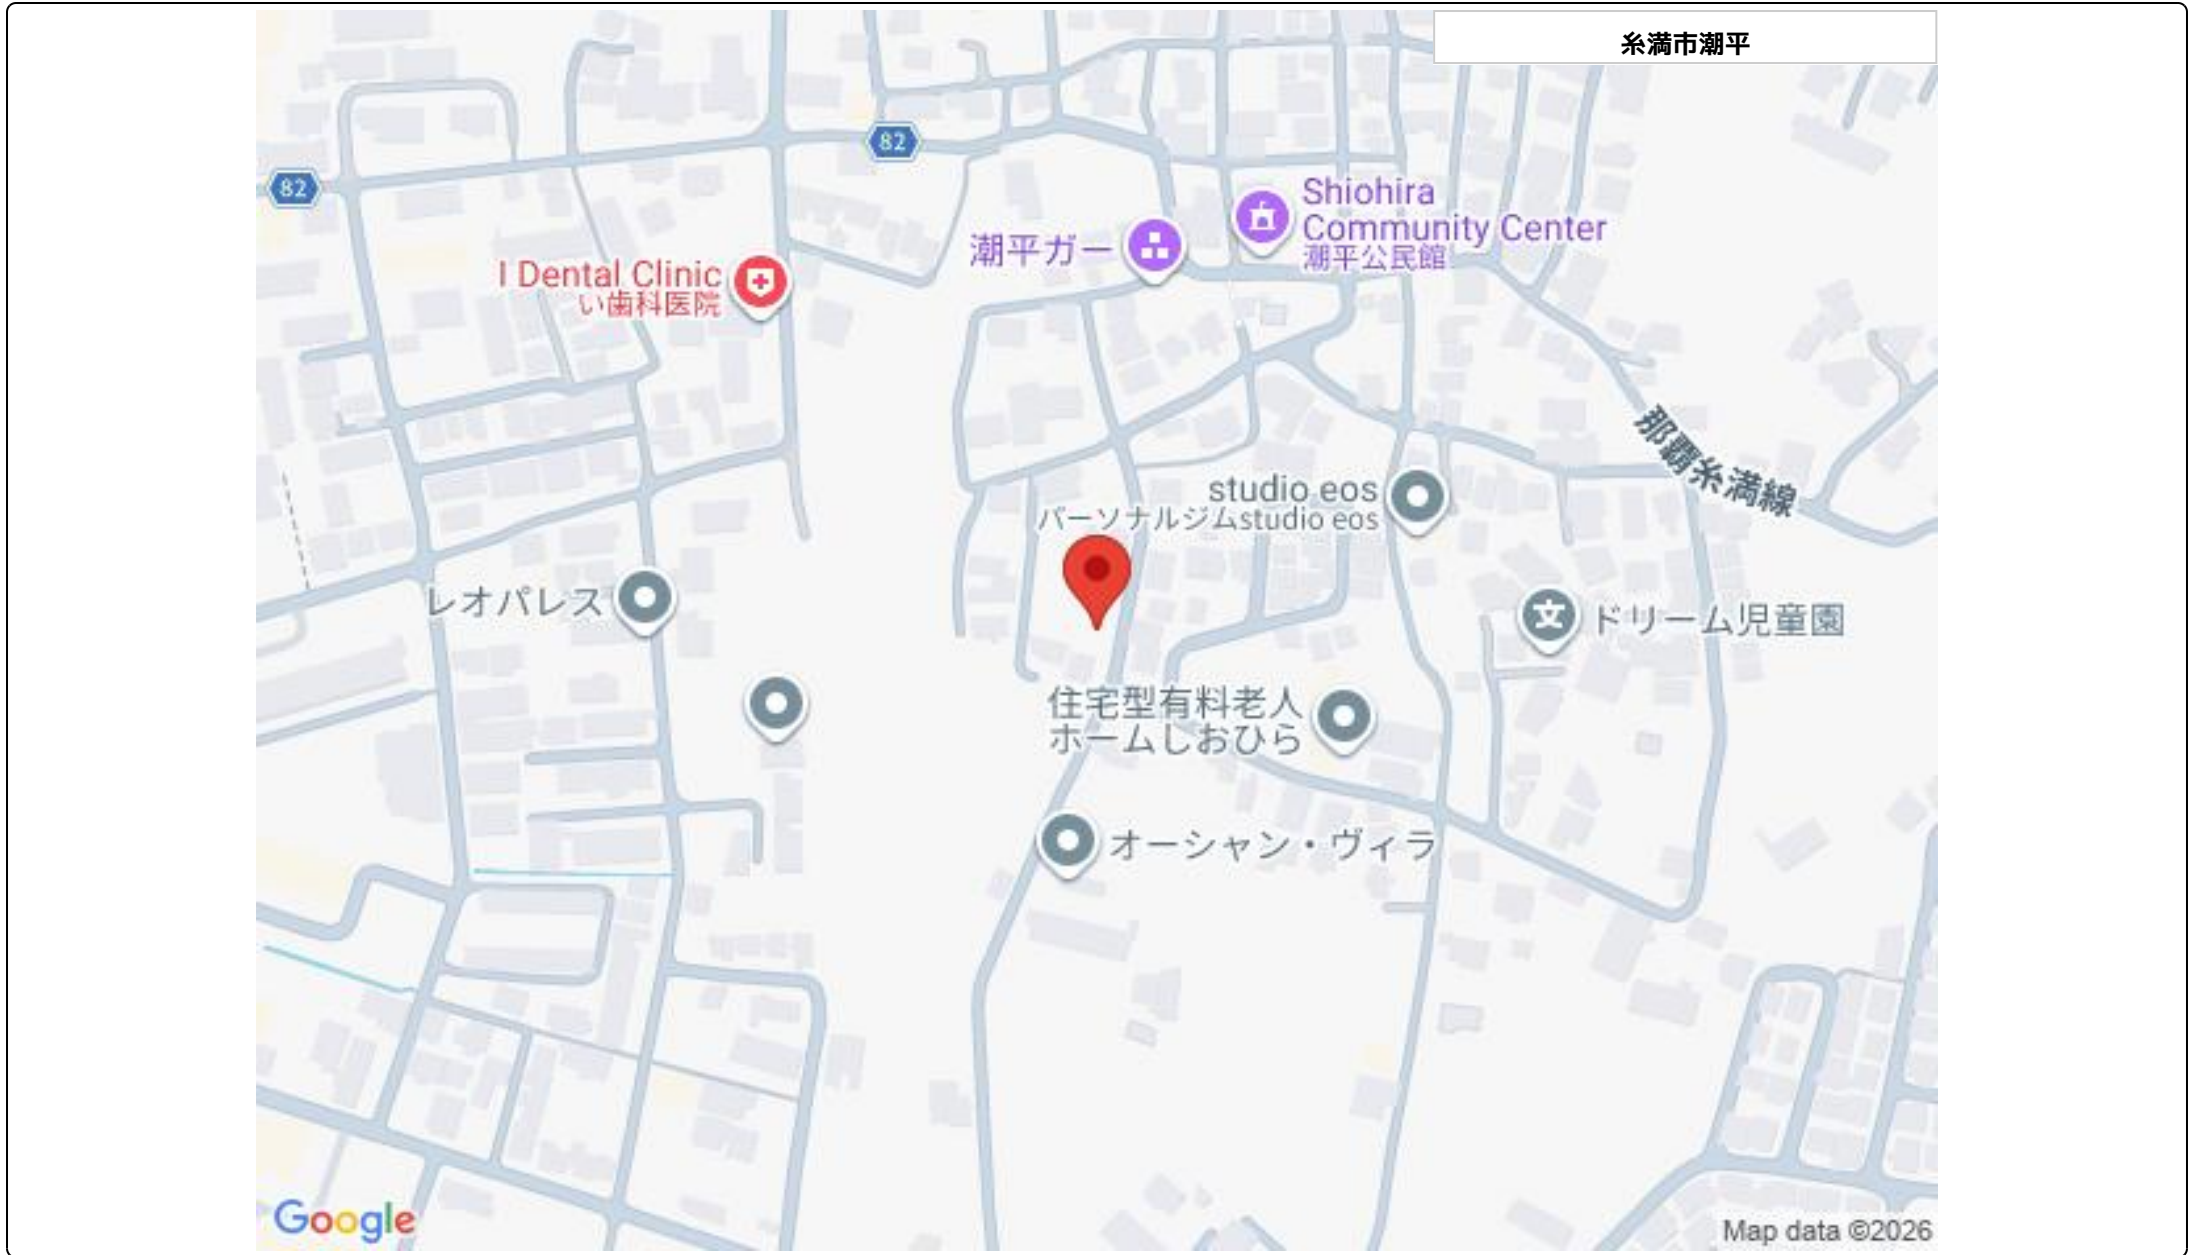 糸満市潮平
82
82
Shiohira
Community Center
潮平公民館
潮平ガー
I Dental Clinic
い歯科医院
那覇糸満線
studio eos
パーソナルジムstudio eos
レオパレス
ドリーム児童園
住宅型有料老人
ホームしおひら
オーシャン・ヴィラ
Google
Map data ©2026